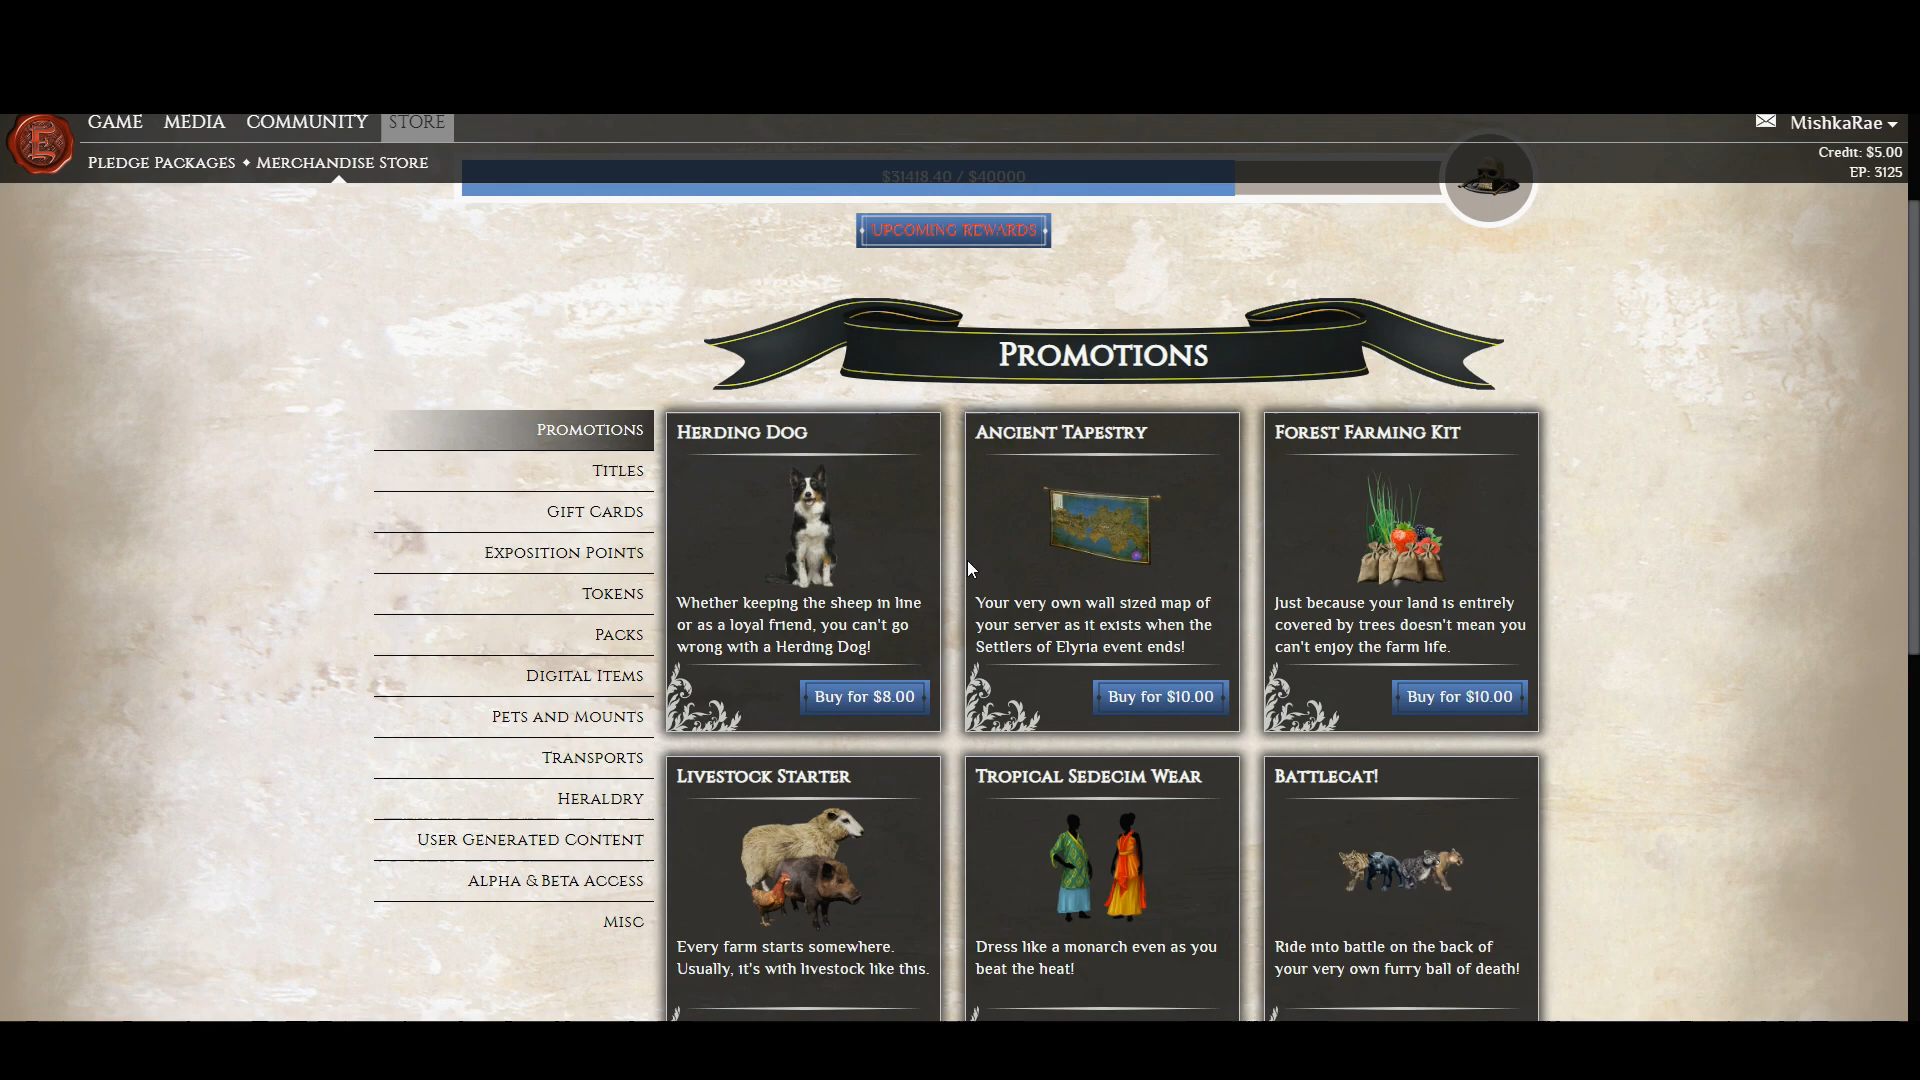 GAME MEDIA COMMUNITY STORE
MishkaRae
PLEDGE PACKAGES ◆ MERCHANDISE STORE
Credit: $5.00
EP: 3125
$31418.40 / $40000
UPCOMING REWARDS
PROMOTIONS
PROMOTIONS
TITLES
GIFT CARDS
EXPOSITION POINTS
TOKENS
PACKS
DIGITAL ITEMS
PETS AND MOUNTS
TRANSPORTS
HERALDRY
USER GENERATED CONTENT
ALPHA & BETA ACCESS
MISC
HERDING DOG
Whether keeping the sheep in line
or as a loyal friend, you can't go
wrong with a Herding Dog!
Buy for $8.00
ANCIENT TAPESTRY
Your very own wall sized map of
your server as it exists when the
Settlers of Elyria event ends!
Buy for $10.00
FOREST FARMING KIT
Just because your land is entirely
covered by trees doesn't mean you
can't enjoy the farm life.
Buy for $10.00
LIVESTOCK STARTER
Every farm starts somewhere.
Usually, it's with livestock like this.
TROPICAL SEDECIM WEAR
Dress like a monarch even as you
beat the heat!
BATTLECAT!
Ride into battle on the back of
your very own furry ball of death!